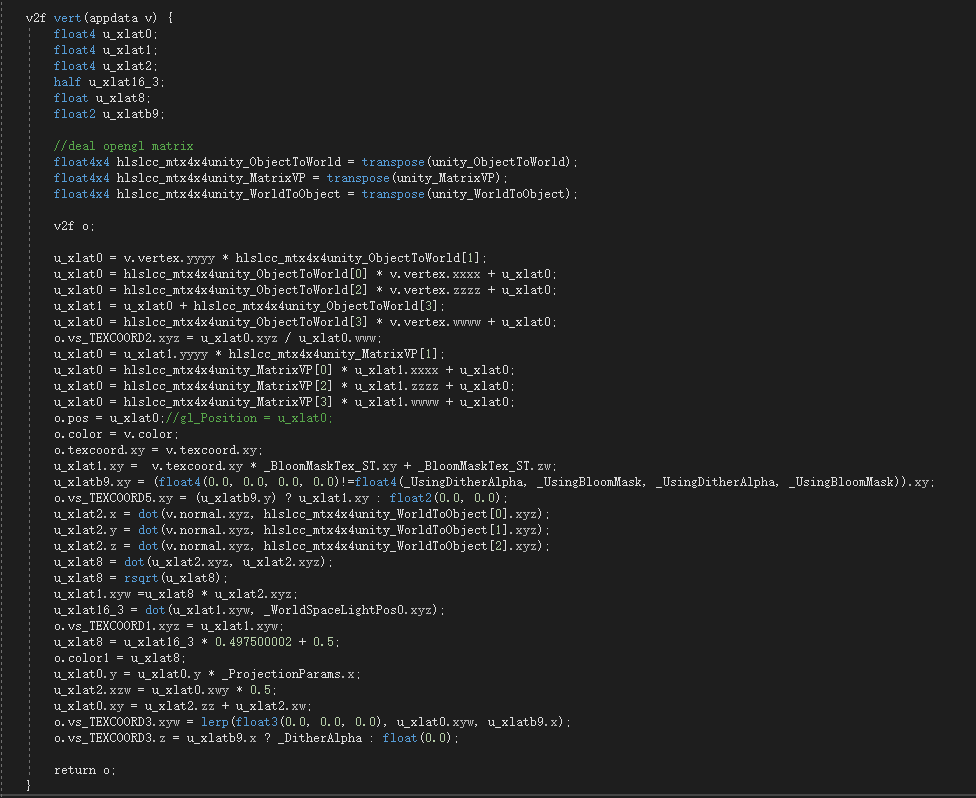 v2f vert(appdata v) {
float4 u_xlat0;
float4 u_xlat1;
float4 u_xlat2;
half u_xlat16_3;
float u_xlat8;
float2 u_xlatb9;
//deal opengl matrix
float4x4 hlslcc_mtx4x4unity_ObjectToWorld = transpose(unity_ObjectToWorld);
float4x4 hlslcc_mtx4x4unity_MatrixVP = transpose(unity_MatrixVP);
float4x4 hlslcc_mtx4x4unity_WorldToObject = transpose(unity_WorldToObject);
v2f o;
u_xlat0 = v.vertex.yyyy * hlslcc_mtx4x4unity_ObjectToWorld[1];
u_xlat0 = hlslcc_mtx4x4unity_ObjectToWorld[0] * v.vertex.xxxx + u_xlat0;
u_xlat0 = hlslcc_mtx4x4unity_ObjectToWorld[2] * v.vertex.zzzz + u_xlat0;
u_xlat1 = u_xlat0 + hlslcc_mtx4x4unity_ObjectToWorld[3];
u_xlat0 = hlslcc_mtx4x4unity_ObjectToWorld[3] * v.vertex.wwww + u_xlat0;
o.vs_TEXCOORD2.xyz = u_xlat0.xyz / u_xlat0.www;
u_xlat0 = u_xlat1.yyyy * hlslcc_mtx4x4unity_MatrixVP[1];
u_xlat0 = hlslcc_mtx4x4unity_MatrixVP[0] * u_xlat1.xxxx + u_xlat0;
u_xlat0 = hlslcc_mtx4x4unity_MatrixVP[2] * u_xlat1.zzzz + u_xlat0;
u_xlat0 = hlslcc_mtx4x4unity_MatrixVP[3] * u_xlat1.wwww + u_xlat0;
o.pos = u_xlat0;//gl_Position = u_xlat0;
o.color = v.color;
o.texcoord.xy = v.texcoord.xy;
u_xlat1.xy =  v.texcoord.xy * _BloomMaskTex_ST.xy + _BloomMaskTex_ST.zw;
u_xlatb9.xy = (float4(0.0, 0.0, 0.0, 0.0)!=float4(_UsingDitherAlpha, _UsingBloomMask, _UsingDitherAlpha, _UsingBloomMask)).xy;
o.vs_TEXCOORD5.xy = (u_xlatb9.y) ? u_xlat1.xy : float2(0.0, 0.0);
u_xlat2.x = dot(v.normal.xyz, hlslcc_mtx4x4unity_WorldToObject[0].xyz);
u_xlat2.y = dot(v.normal.xyz, hlslcc_mtx4x4unity_WorldToObject[1].xyz);
u_xlat2.z = dot(v.normal.xyz, hlslcc_mtx4x4unity_WorldToObject[2].xyz);
u_xlat8 = dot(u_xlat2.xyz, u_xlat2.xyz);
u_xlat8 = rsqrt(u_xlat8);
u_xlat1.xyw =u_xlat8 * u_xlat2.xyz;
u_xlat16_3 = dot(u_xlat1.xyw, _WorldSpaceLightPos0.xyz);
o.vs_TEXCOORD1.xyz = u_xlat1.xyw;
u_xlat8 = u_xlat16_3 * 0.497500002 + 0.5;
o.color1 = u_xlat8;
u_xlat0.y = u_xlat0.y * _ProjectionParams.x;
u_xlat2.xzw = u_xlat0.xwy * 0.5;
u_xlat0.xy = u_xlat2.zz + u_xlat2.xw;
o.vs_TEXCOORD3.xyw = lerp(float3(0.0, 0.0, 0.0), u_xlat0.xyw, u_xlatb9.x);
o.vs_TEXCOORD3.z = u_xlatb9.x ? _DitherAlpha : float(0.0);
return o;
}